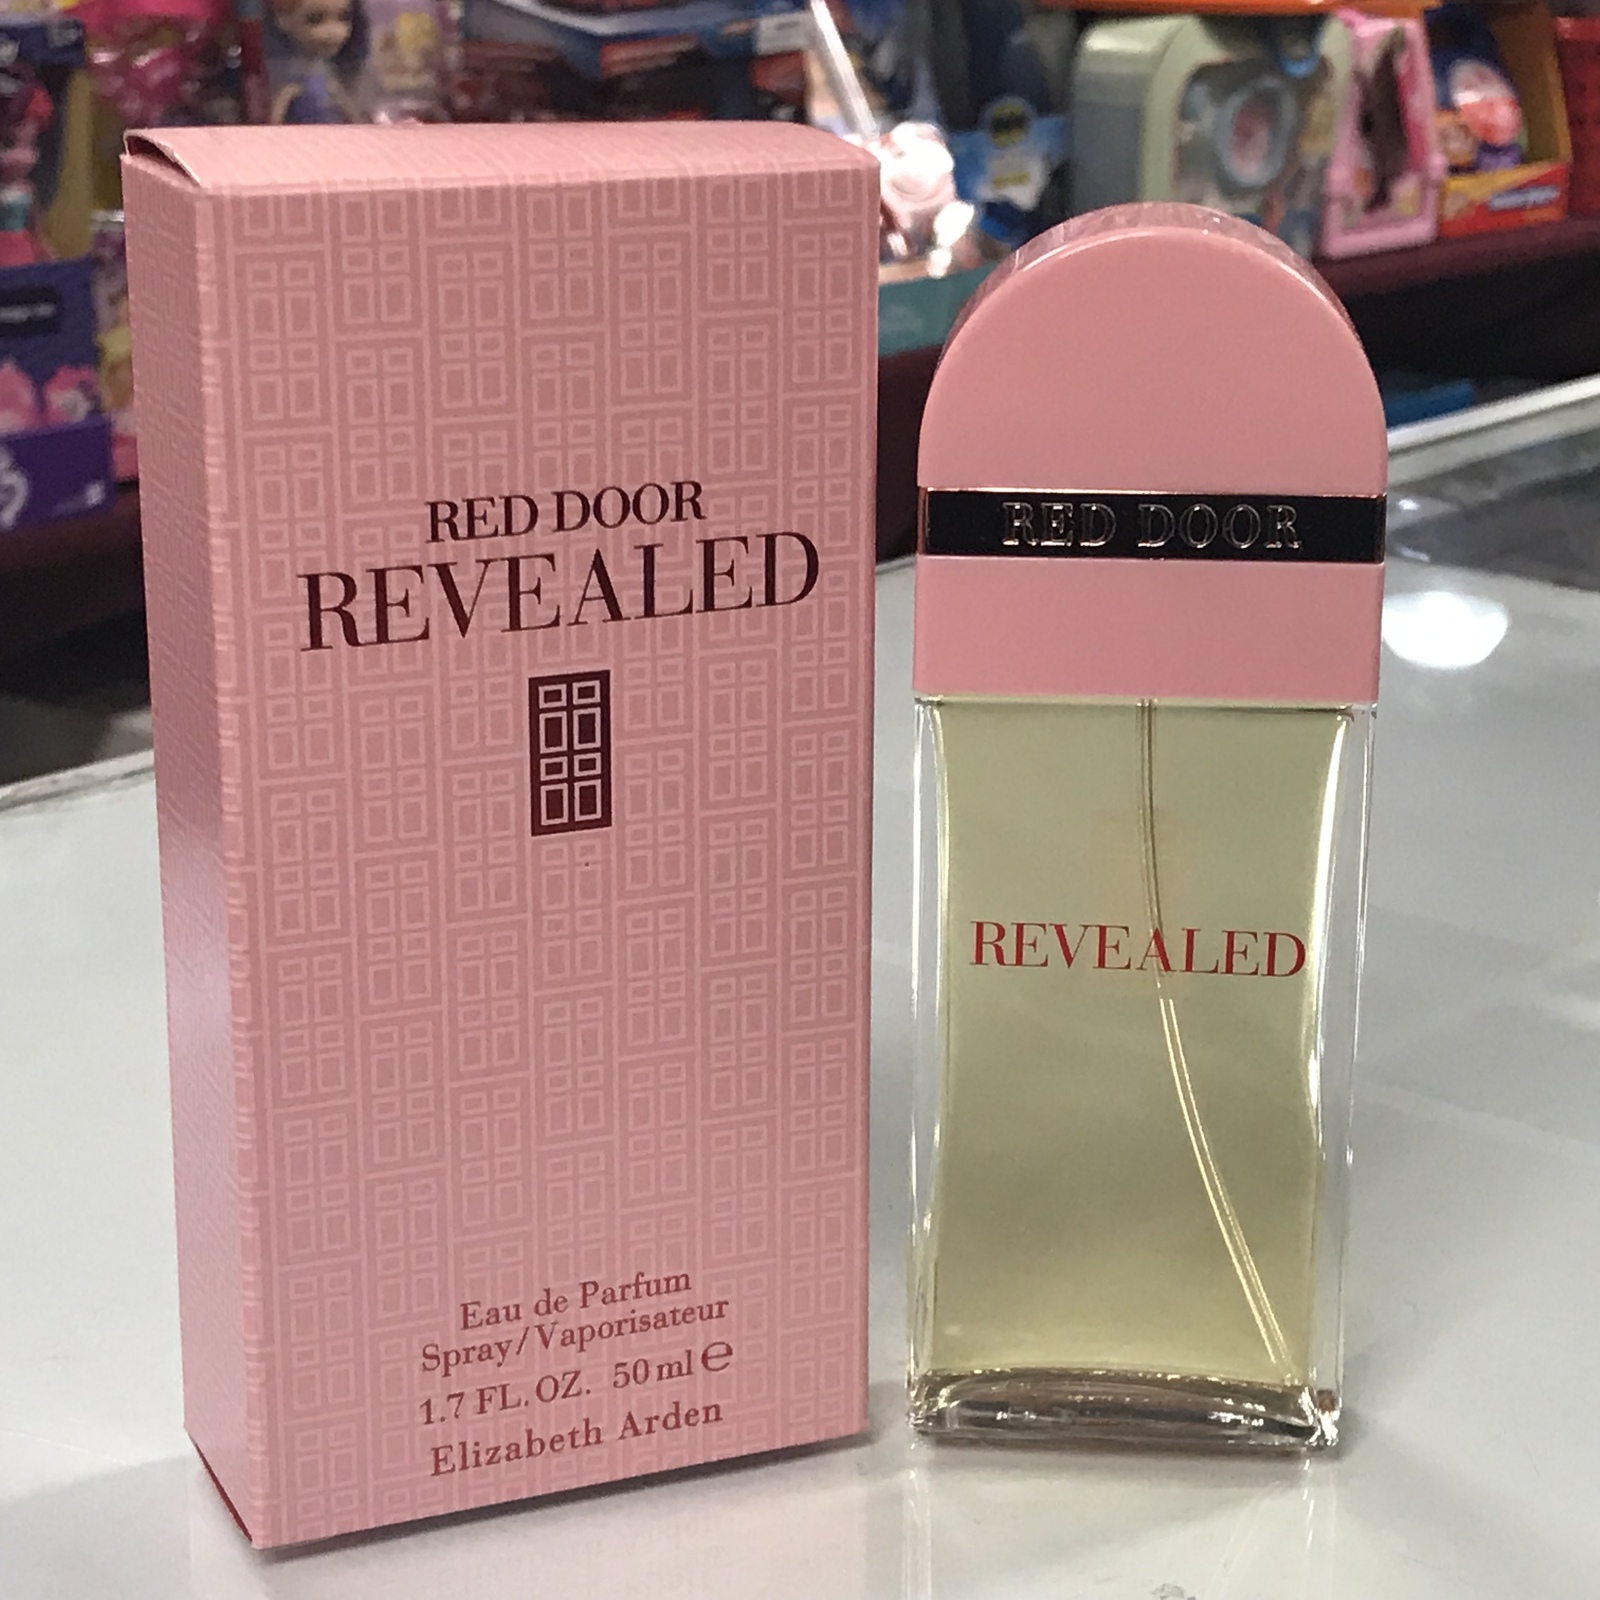 RED DOOR
REVEALED
Eau de Parfum
Spray/Vaporisateur
1.7 FL. OZ. 50 ml ℮
Elizabeth Arden
RED DOOR
REVEALED